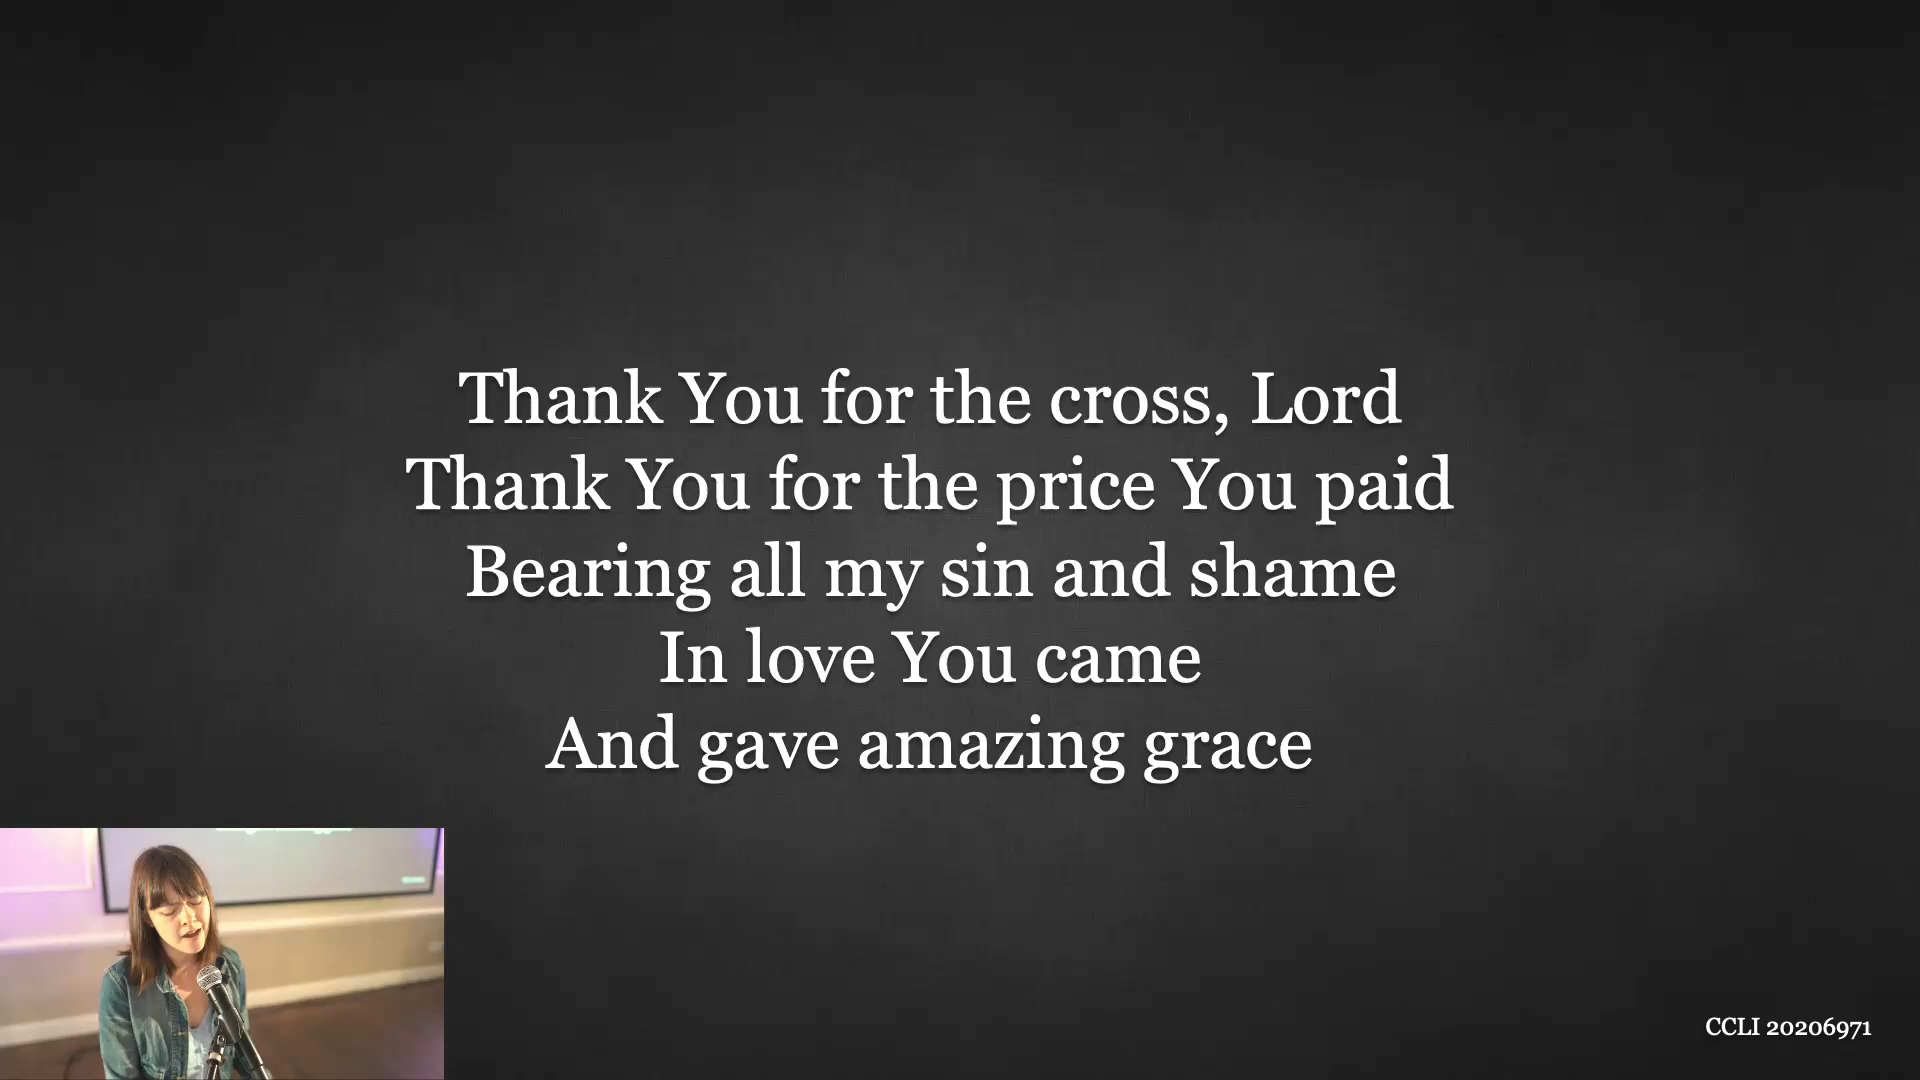 Thank You for the cross, Lord
Thank You for the price You paid
Bearing all my sin and shame
In love You came
And gave amazing grace
CCLI 20206971